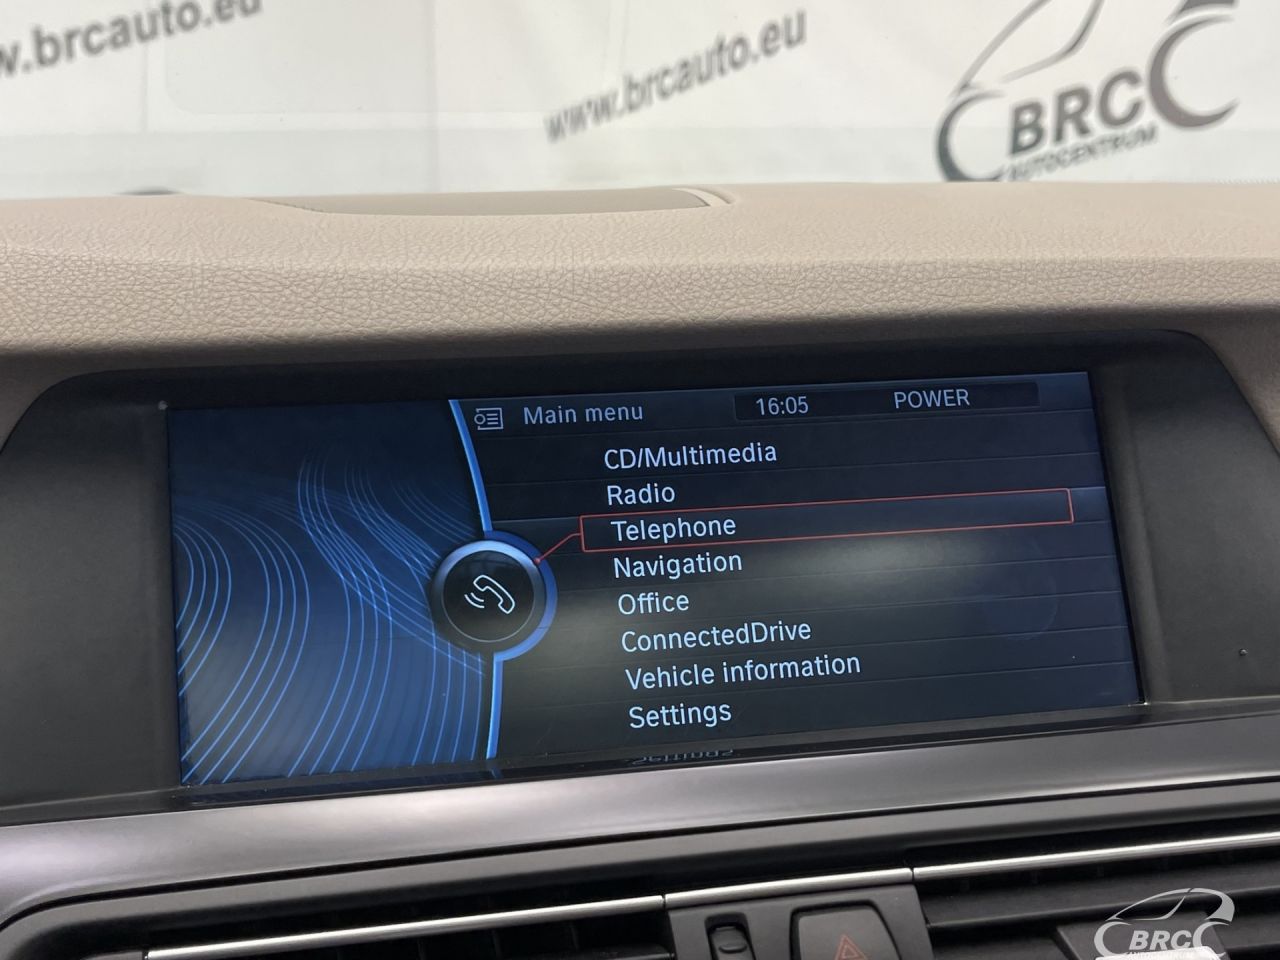 www.brcauto.eu
www.brcauto.eu
BRC
AUTOCENTRUM
Main menu
16:05
POWER
CD/Multimedia
Radio
Telephone
Navigation
Office
ConnectedDrive
Vehicle information
Settings
BRC
AUTOCENTRUM